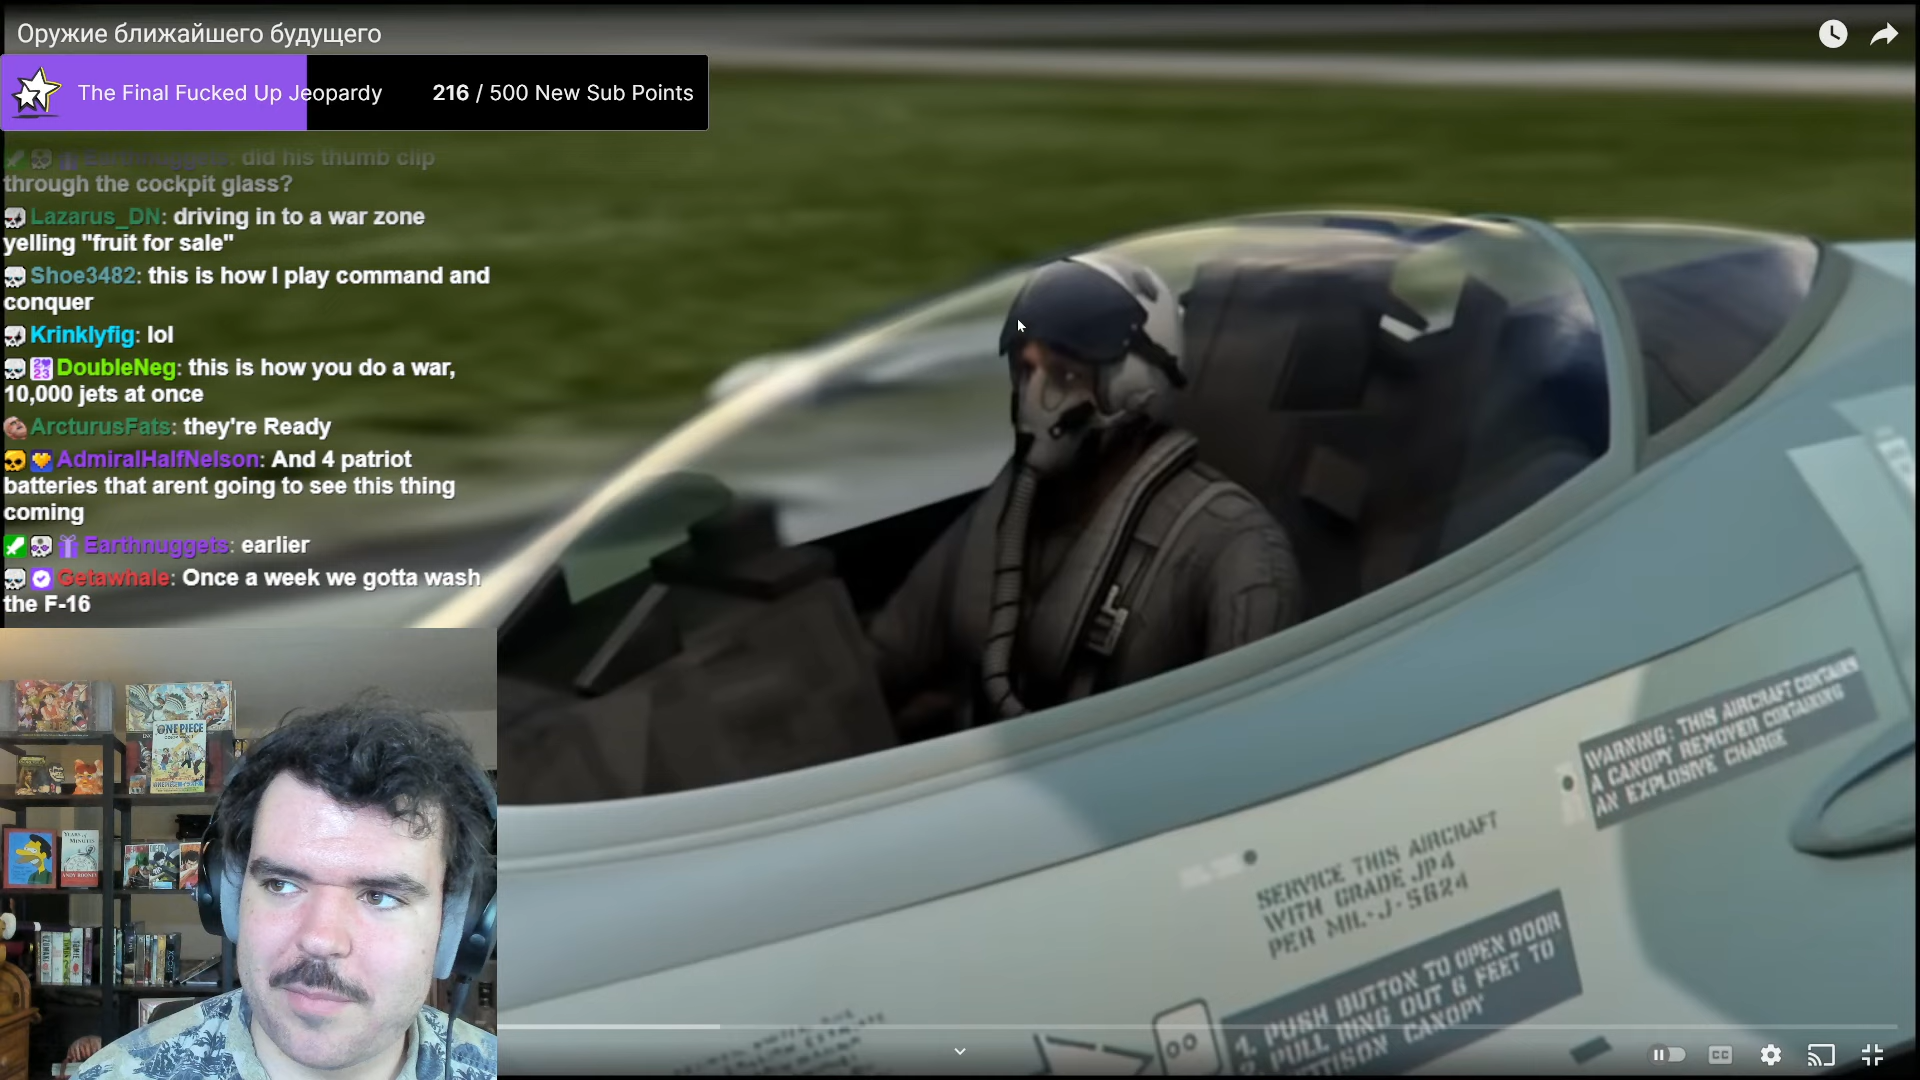 Оружие ближайшего будущего
The Final Fucked Up Jeopardy 216 / 500 New Sub Points
Earthnuggets: did his thumb clip
through the cockpit glass?
Lazarus_DN: driving in to a war zone
yelling "fruit for sale"
Shoe3482: this is how I play command and
conquer
Krinklyfig: lol
DoubleNeg: this is how you do a war,
10,000 jets at once
ArcturusFats: they're Ready
AdmiralHalfNelson: And 4 patriot
batteries that arent going to see this thing
coming
Earthnuggets: earlier
Getawhale: Once a week we gotta wash
the F-16
ONE PIECE
WARNING: THIS AIRCRAFT CONTAINS
A CANOPY REMOVER CONTAINING
AN EXPLOSIVE CHARGE
SERVICE THIS AIRCRAFT
WITH GRADE JP4
PER MIL-J-5624
1. PUSH BUTTON TO OPEN DOOR
PULL RING OUT 6 FEET TO
CANOPY
CC